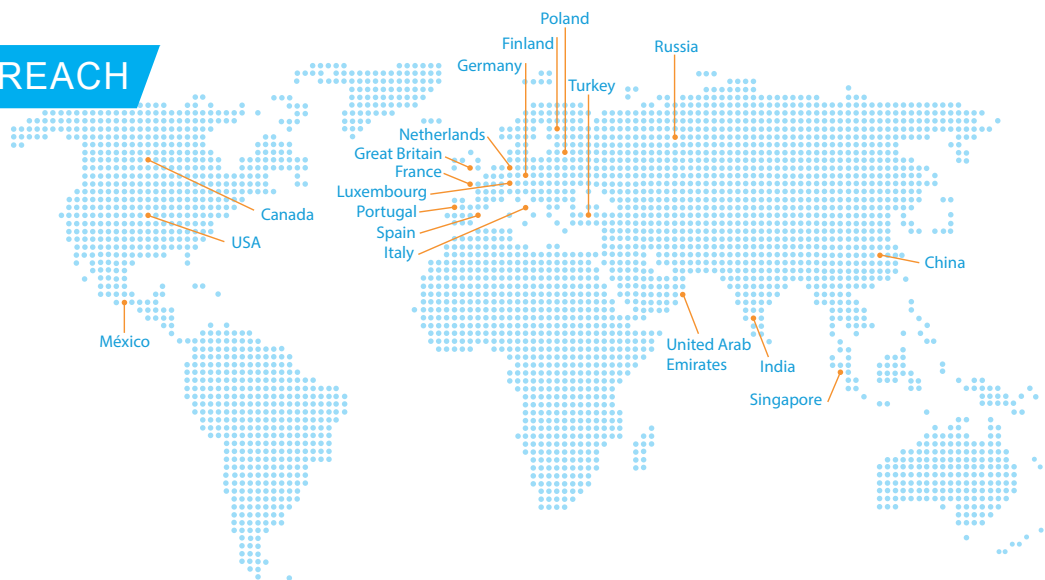 REACH
Poland
Finland
Russia
Germany
Turkey
Netherlands
Great Britain
France
Luxembourg
Portugal
Spain
Italy
Canada
USA
China
México
United Arab
Emirates
India
Singapore